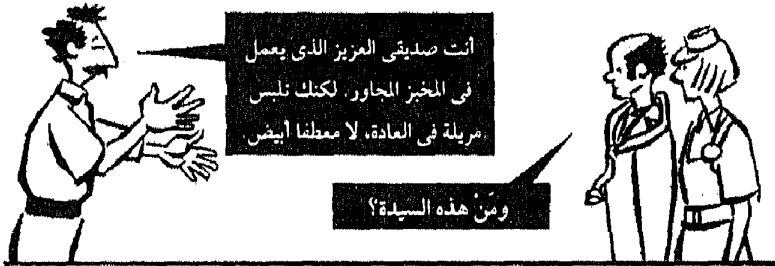 أنت صديقى العزيز الذى يعمل
فى المخبز المجاور. لكنك تلبس
مريلة فى العادة، لا معطفا أبيض.
ومَنْ هذه السيدة؟